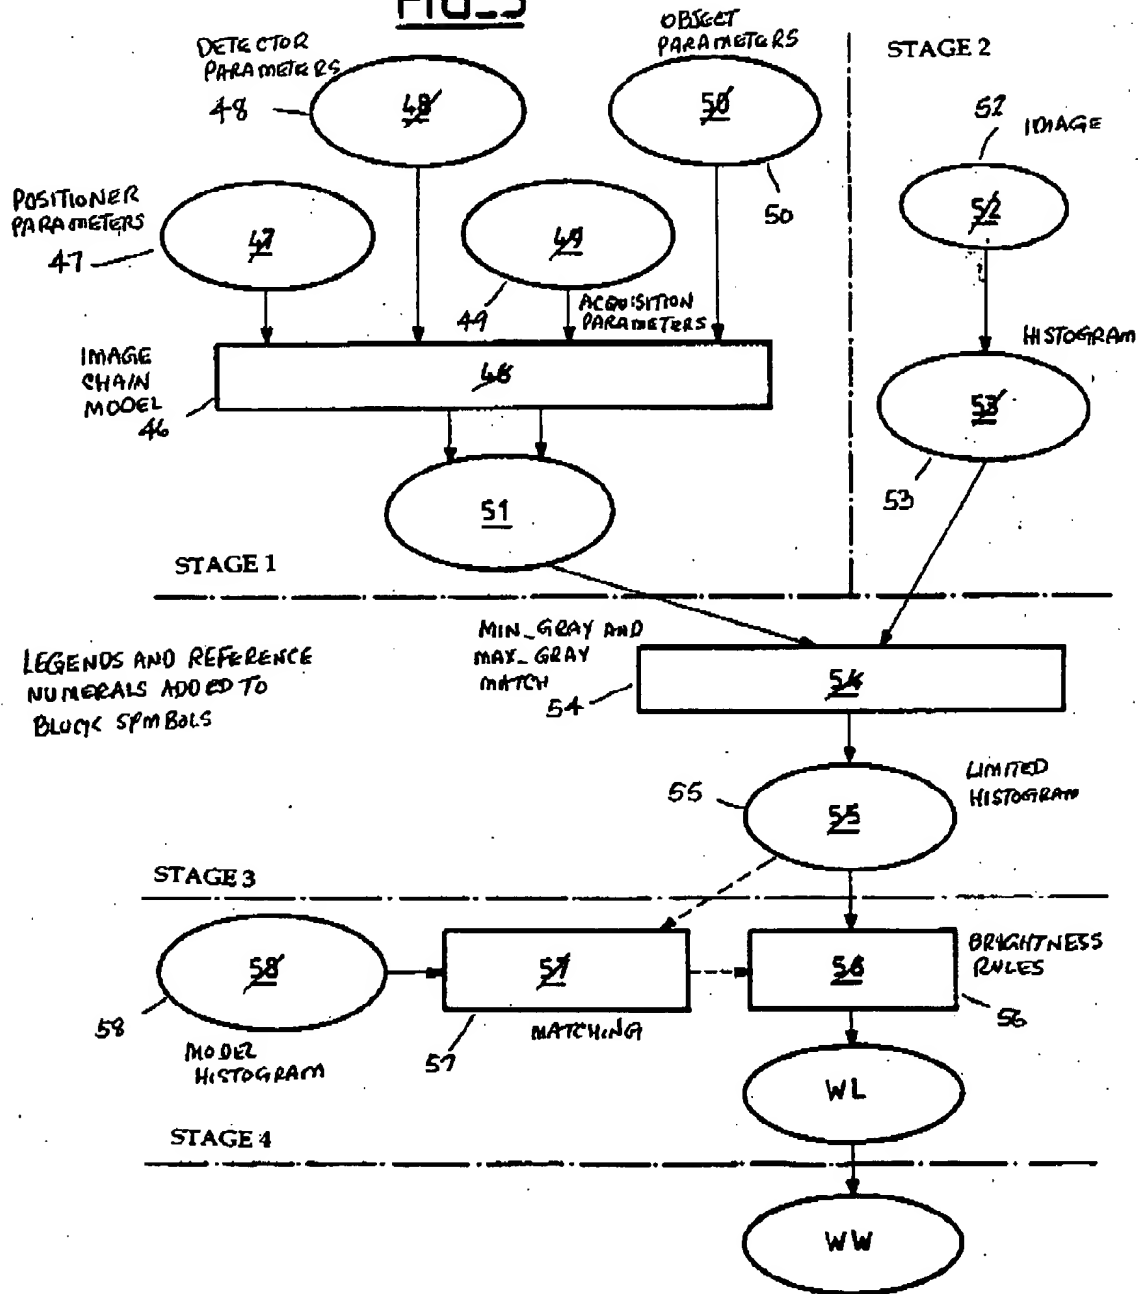 FIG_5
DETECTOR
PARAMETERS
48
48
OBJECT
PARAMETERS
50
50
STAGE 2
52
IMAGE
52
POSITIONER
PARAMETERS
47
47
49
49
ACQUISITION
PARAMETERS
HISTOGRAM
53
53
IMAGE
CHAIN
MODEL
46
46
51
STAGE 1
LEGENDS AND REFERENCE
NUMERALS ADDED TO
BLOCK SYMBOLS
MIN_GRAY AND
MAX_GRAY
MATCH
54
54
55
55
LIMITED
HISTOGRAM
STAGE 3
58
58
MODEL
HISTOGRAM
57
57
MATCHING
56
BRIGHTNESS
RULES
56
WL
STAGE 4
WW